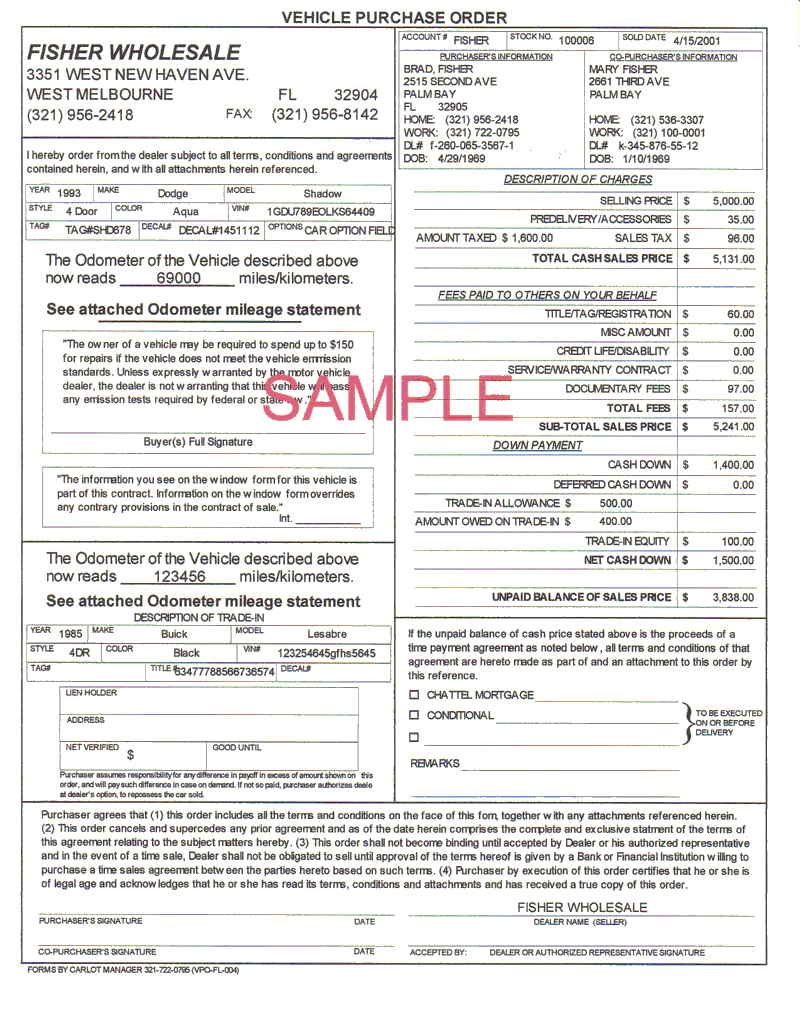 VEHICLE PURCHASE ORDER
FISHER WHOLESALE
3351 WEST NEW HAVEN AVE.
WEST MELBOURNE FL 32904
(321) 956-2418 FAX: (321) 956-8142
I hereby order from the dealer subject to all terms, conditions and agreements
contained herein, and with all attachments herein referenced.
YEAR 1993 MAKE Dodge MODEL Shadow
STYLE 4 Door COLOR Aqua VIN# 1GDU789EOLKS64409
TAG# TAG#SHD678 DECAL# DECAL#1451112 OPTIONS CAR OPTION FIELD
The Odometer of the Vehicle described above
now reads 69000 miles/kilometers.
See attached Odometer mileage statement
"The owner of a vehicle may be required to spend up to $150
for repairs if the vehicle does not meet the vehicle emmission
standards. Unless expressly warranted by the motor vehicle
dealer, the dealer is not warranting that this vehicle will pass
any emission tests required by federal or state law."
Buyer(s) Full Signature
"The information you see on the window form for this vehicle is
part of this contract. Information on the window form overrides
any contrary provisions in the contract of sale."
Int.
The Odometer of the Vehicle described above
now reads 123456 miles/kilometers.
See attached Odometer mileage statement
DESCRIPTION OF TRADE-IN
YEAR 1985 MAKE Buick MODEL Lesabre
STYLE 4DR COLOR Black VIN# 123254645gfhs5645
TAG# TITLE# 63477788566736574 DECAL#
LIEN HOLDER
ADDRESS
NET VERIFIED $ GOOD UNTIL
Purchaser assumes responsibility for any difference in payoff in excess of amount shown on this
order, and will pay such difference in case on demand. If not so paid, purchaser authorizes deale
at dealer's option, to repossess the car sold.
ACCOUNT # FISHER STOCK NO. 100006 SOLD DATE 4/15/2001
PURCHASER'S INFORMATION
BRAD, FISHER
2515 SECOND AVE
PALM BAY
FL 32905
HOME: (321) 956-2418
WORK: (321) 722-0795
DL# f-260-065-3567-1
DOB: 4/29/1969
CO-PURCHASER'S INFORMATION
MARY FISHER
2661 THIRD AVE
PALM BAY
HOME: (321) 536-3307
WORK: (321) 100-0001
DL# k-345-876-55-12
DOB: 1/10/1969
DESCRIPTION OF CHARGES
SELLING PRICE $ 5,000.00
PREDELIVERY/ACCESSORIES $ 35.00
AMOUNT TAXED $ 1,600.00 SALES TAX $ 96.00
TOTAL CASH SALES PRICE $ 5,131.00
FEES PAID TO OTHERS ON YOUR BEHALF
TITLE/TAG/REGISTRATION $ 60.00
MISC AMOUNT $ 0.00
CREDIT LIFE/DISABILITY $ 0.00
SERVICE/WARRANTY CONTRACT $ 0.00
DOCUMENTARY FEES $ 97.00
TOTAL FEES $ 157.00
SUB-TOTAL SALES PRICE $ 5,241.00
DOWN PAYMENT
CASH DOWN $ 1,400.00
DEFERRED CASH DOWN $ 0.00
TRADE-IN ALLOWANCE $ 500.00
AMOUNT OWED ON TRADE-IN $ 400.00
TRADE-IN EQUITY $ 100.00
NET CASH DOWN $ 1,500.00
UNPAID BALANCE OF SALES PRICE $ 3,838.00
If the unpaid balance of cash price stated above is the proceeds of a
time payment agreement as noted below, all terms and conditions of that
agreement are hereto made as part of and an attachment to this order by
this reference.
CHATTEL MORTGAGE
CONDITIONAL
TO BE EXECUTED
ON OR BEFORE
DELIVERY
REMARKS
SAMPLE
Purchaser agrees that (1) this order includes all the terms and conditions on the face of this fom, together with any attachments referenced herein.
(2) This order cancels and supercedes any prior agreement and as of the date herein comprises the complete and exclusive statment of the terms of
this agreement relating to the subject matters hereby. (3) This order shall not become binding until accepted by Dealer or his authorized representative
and in the event of a time sale, Dealer shall not be obligated to sell until approval of the terms hereof is given by a Bank or Financial Institution willing to
purchase a time sales agreement between the parties hereto based on such terms. (4) Purchaser by execution of this order certifies that he or she is
of legal age and acknowledges that he or she has read its terms, conditions and attachments and has received a true copy of this order.
FISHER WHOLESALE
PURCHASER'S SIGNATURE DATE DEALER NAME (SELLER)
CO-PURCHASER'S SIGNATURE DATE ACCEPTED BY: DEALER OR AUTHORIZED REPRESENTATIVE SIGNATURE
FORMS BY CARLOT MANAGER 321-722-0795 (VPO-FL-004)